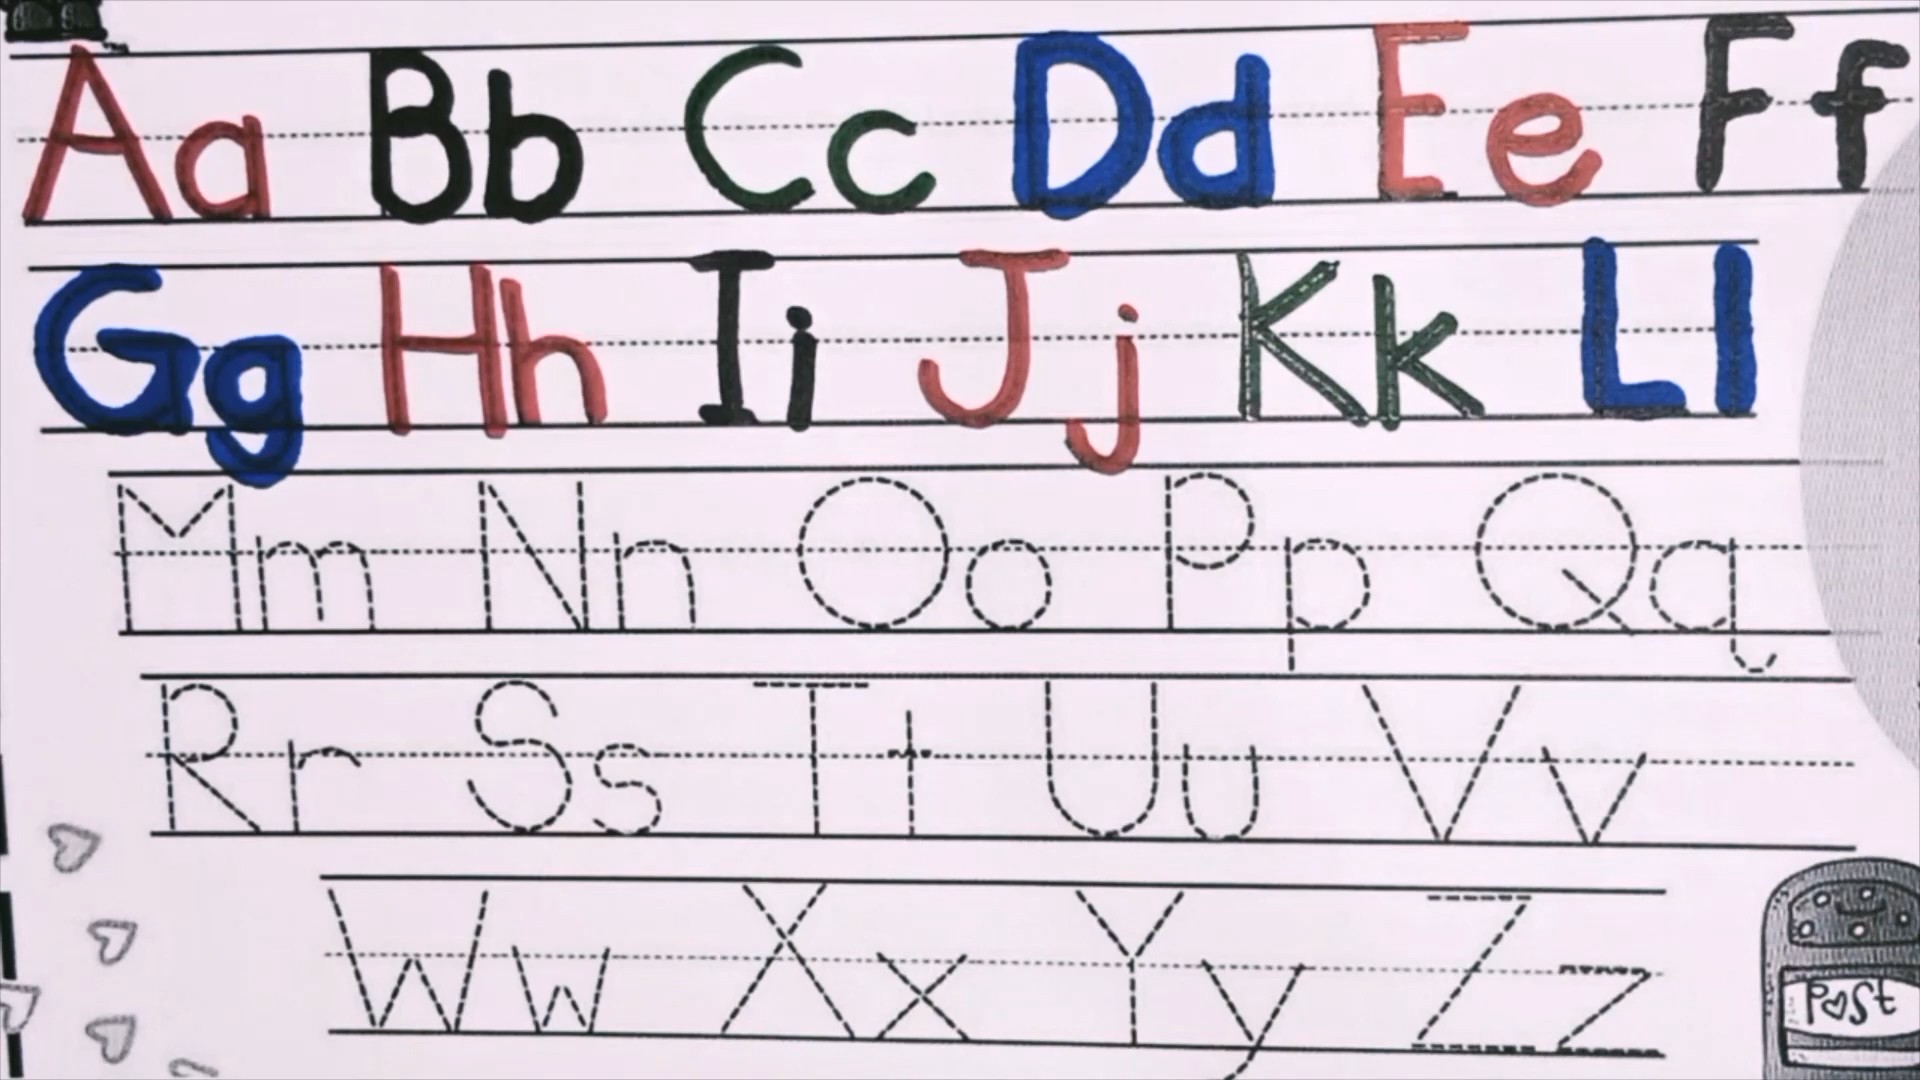 Aa Bb Cc Dd Ee Ff
Gg Hh Ii Jj Kk Ll
Mm Nn Oo Pp Qq
Rr Ss Tt Uu Vv
Ww Xx Yy Zz
Post